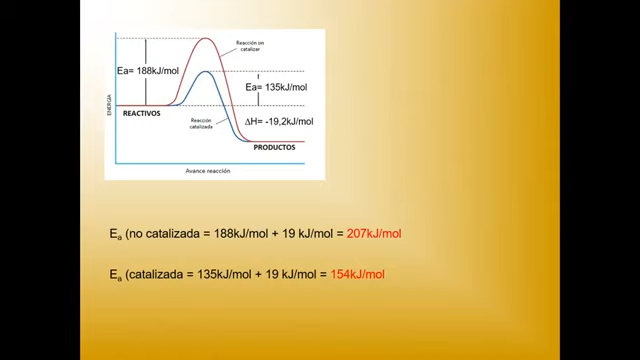 Reacción sin
catalizar
Ea= 188kJ/mol
Ea= 135kJ/mol
ENERGÍA
REACTIVOS
Reacción
catalizada
ΔH= -19,2kJ/mol
PRODUCTOS
Avance reacción
Ea (no catalizada = 188kJ/mol + 19 kJ/mol = 207kJ/mol
Ea (catalizada = 135kJ/mol + 19 kJ/mol = 154kJ/mol